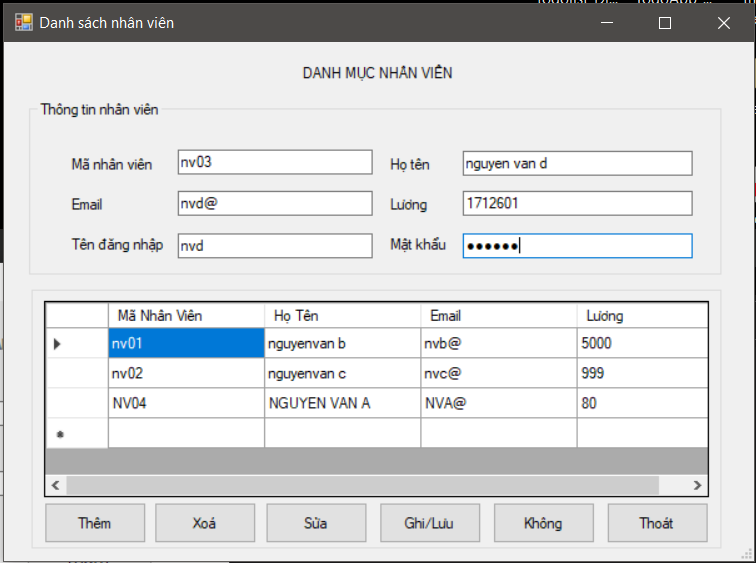 Danh sách nhân viên
DANH MỤC NHÂN VIÊN
Thông tin nhân viên
Mã nhân viên nv03 Họ tên nguyen van d
Email nvd@ Lương 1712601
Tên đăng nhập nvd Mật khẩu ●●●●●●
Mã Nhân Viên Họ Tên Email Lương
nv01 nguyenvan b nvb@ 5000
nv02 nguyenvan c nvc@ 999
NV04 NGUYEN VAN A NVA@ 80
Thêm Xoá Sửa Ghi/Lưu Không Thoát